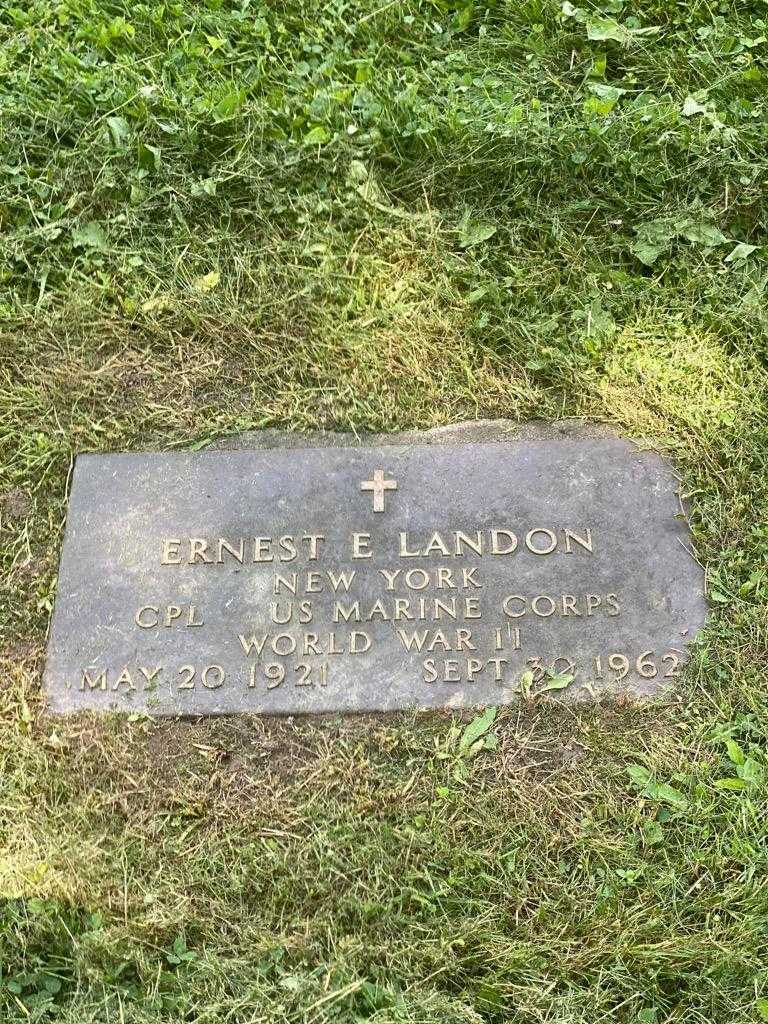 ERNEST E LANDON
NEW YORK
CPL US MARINE CORPS
WORLD WAR II
MAY 20 1921 SEPT 30 1962